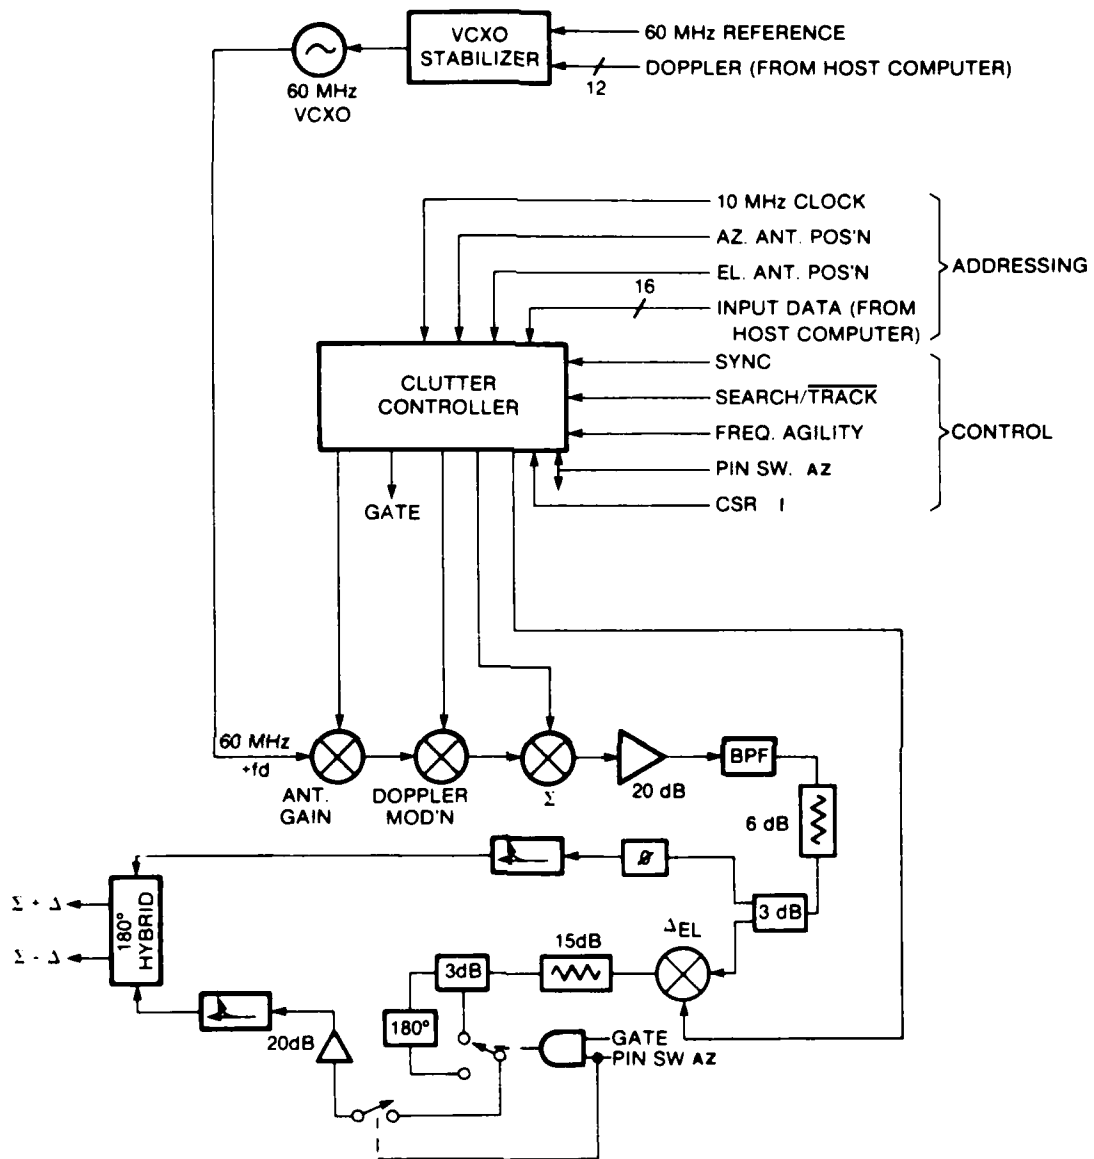 VCXO
STABILIZER
60 MHz REFERENCE
DOPPLER (FROM HOST COMPUTER)
12
60 MHz
VCXO
10 MHz CLOCK
AZ. ANT. POS'N
EL. ANT. POS'N
16
INPUT DATA (FROM
HOST COMPUTER)
ADDRESSING
CLUTTER
CONTROLLER
SYNC
SEARCH/TRACK
FREQ. AGILITY
PIN SW. AZ
CSR I
CONTROL
GATE
60 MHz
+fd
ANT.
GAIN
DOPPLER
MOD'N
Σ
20 dB
BPF
6 dB
3 dB
ø
180°
HYBRID
Σ + Δ
Σ - Δ
ΔEL
15dB
3dB
180°
20dB
GATE
PIN SW AZ